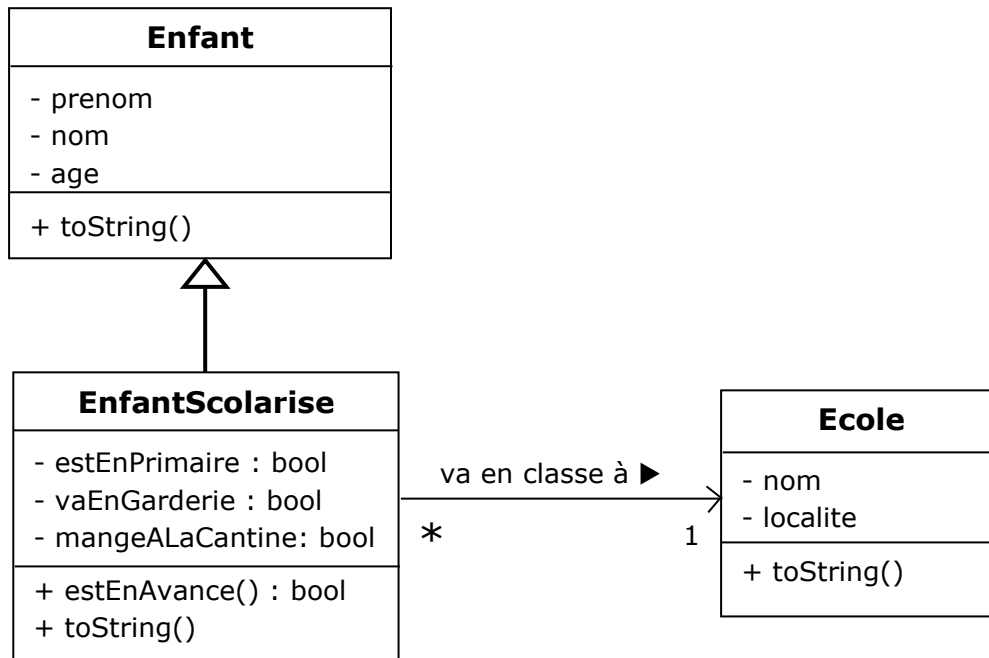 Enfant
- prenom
- nom
- age
+ toString()
EnfantScolarise
- estEnPrimaire : bool
- vaEnGarderie : bool
- mangeALaCantine: bool
+ estEnAvance() : bool
+ toString()
va en classe à ▶
* 1
Ecole
- nom
- localite
+ toString()